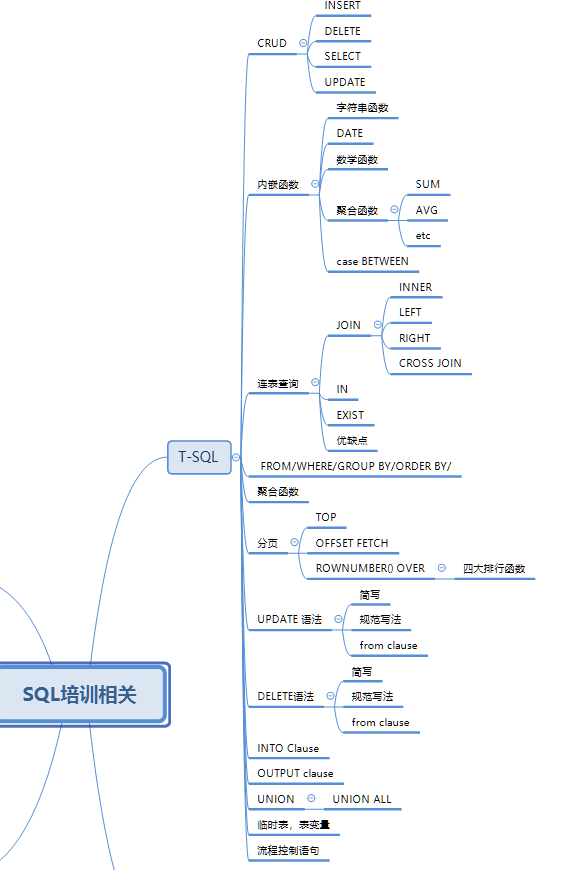 INSERT
DELETE
CRUD
SELECT
UPDATE
字符串函数
DATE
数学函数
内嵌函数
SUM
聚合函数
AVG
etc
case BETWEEN
INNER
LEFT
JOIN
RIGHT
CROSS JOIN
连表查询
IN
EXIST
优缺点
T-SQL
FROM/WHERE/GROUP BY/ORDER BY/
聚合函数
TOP
分页
OFFSET FETCH
ROWNUMBER() OVER
四大排行函数
简写
UPDATE 语法
规范写法
from clause
简写
SQL培训相关
DELETE语法
规范写法
from clause
INTO Clause
OUTPUT clause
UNION
UNION ALL
临时表，表变量
流程控制语句